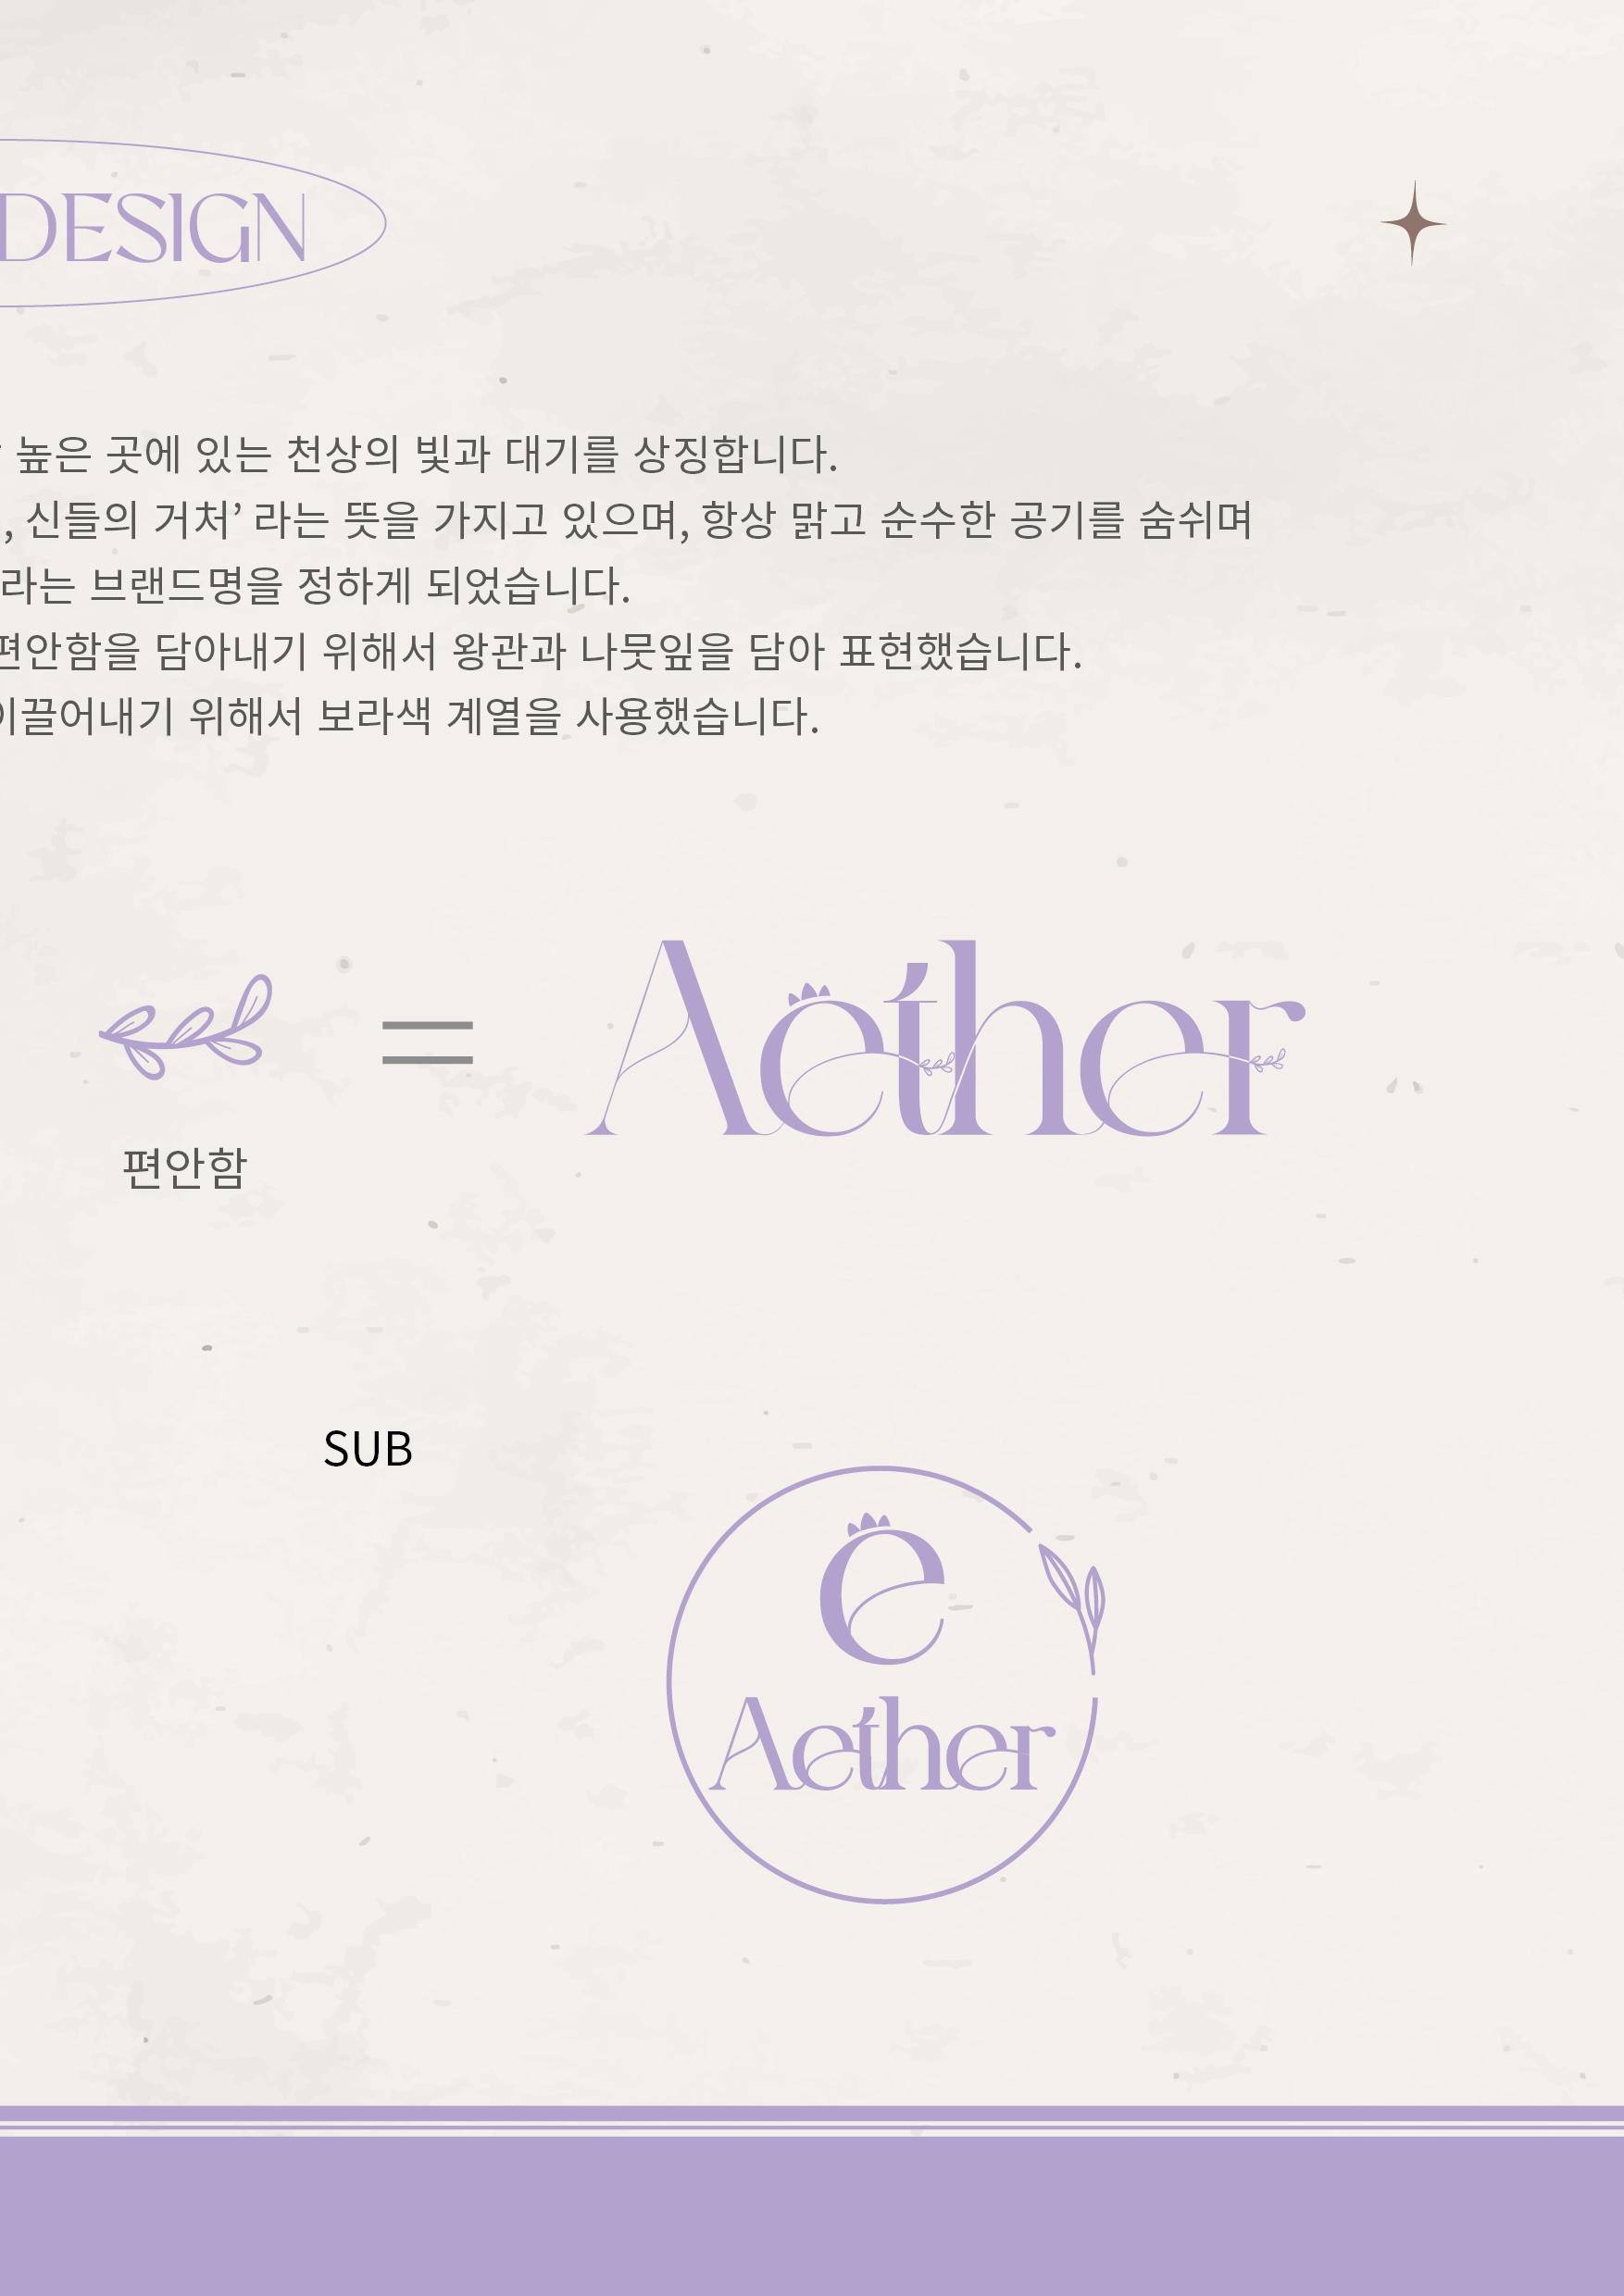 DESIGN
높은 곳에 있는 천상의 빛과 대기를 상징합니다.
, 신들의 거처’ 라는 뜻을 가지고 있으며, 항상 맑고 순수한 공기를 숨쉬며
라는 브랜드명을 정하게 되었습니다.
편안함을 담아내기 위해서 왕관과 나뭇잎을 담아 표현했습니다.
이끌어내기 위해서 보라색 계열을 사용했습니다.
=
Aether
편안함
SUB
e
Aether